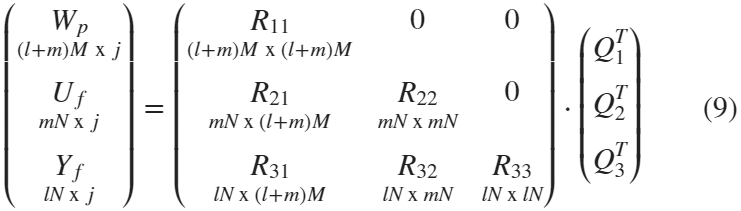 W_p R_11 0 0 Q_1^T
(l+m)M x j (l+m)M x (l+m)M
U_f = R_21 R_22 0 · Q_2^T (9)
mN x j mN x (l+m)M mN x mN
Y_f R_31 R_32 R_33 Q_3^T
lN x j lN x (l+m)M lN x mN lN x lN